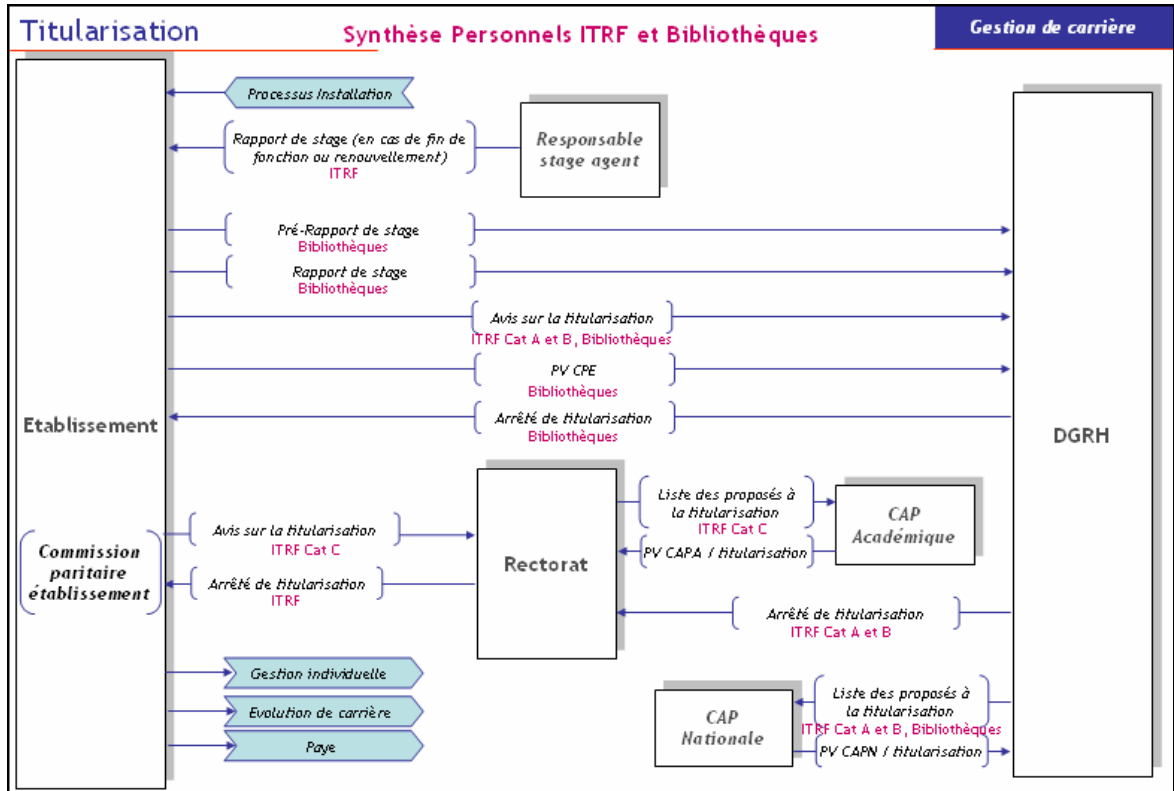 Titularisation
Synthèse Personnels ITRF et Bibliothèques
Gestion de carrière
Processus Installation
Rapport de stage (en cas de fin de
fonction ou renouvellement)
ITRF
Responsable
stage agent
Pré-Rapport de stage
Bibliothèques
Rapport de stage
Bibliothèques
Avis sur la titularisation
ITRF Cat A et B, Bibliothèques
PV CPE
Bibliothèques
Arrêté de titularisation
Bibliothèques
Etablissement
DGRH
Commission
paritaire
établissement
Avis sur la titularisation
ITRF Cat C
Arrêté de titularisation
ITRF
Rectorat
Liste des proposés à
la titularisation
ITRF Cat C
PV CAPA / titularisation
CAP
Académique
Arrêté de titularisation
ITRF Cat A et B
Gestion individuelle
Evolution de carrière
Paye
CAP
Nationale
Liste des proposés à
la titularisation
ITRF Cat A et B, Bibliothèques
PV CAPN / titularisation